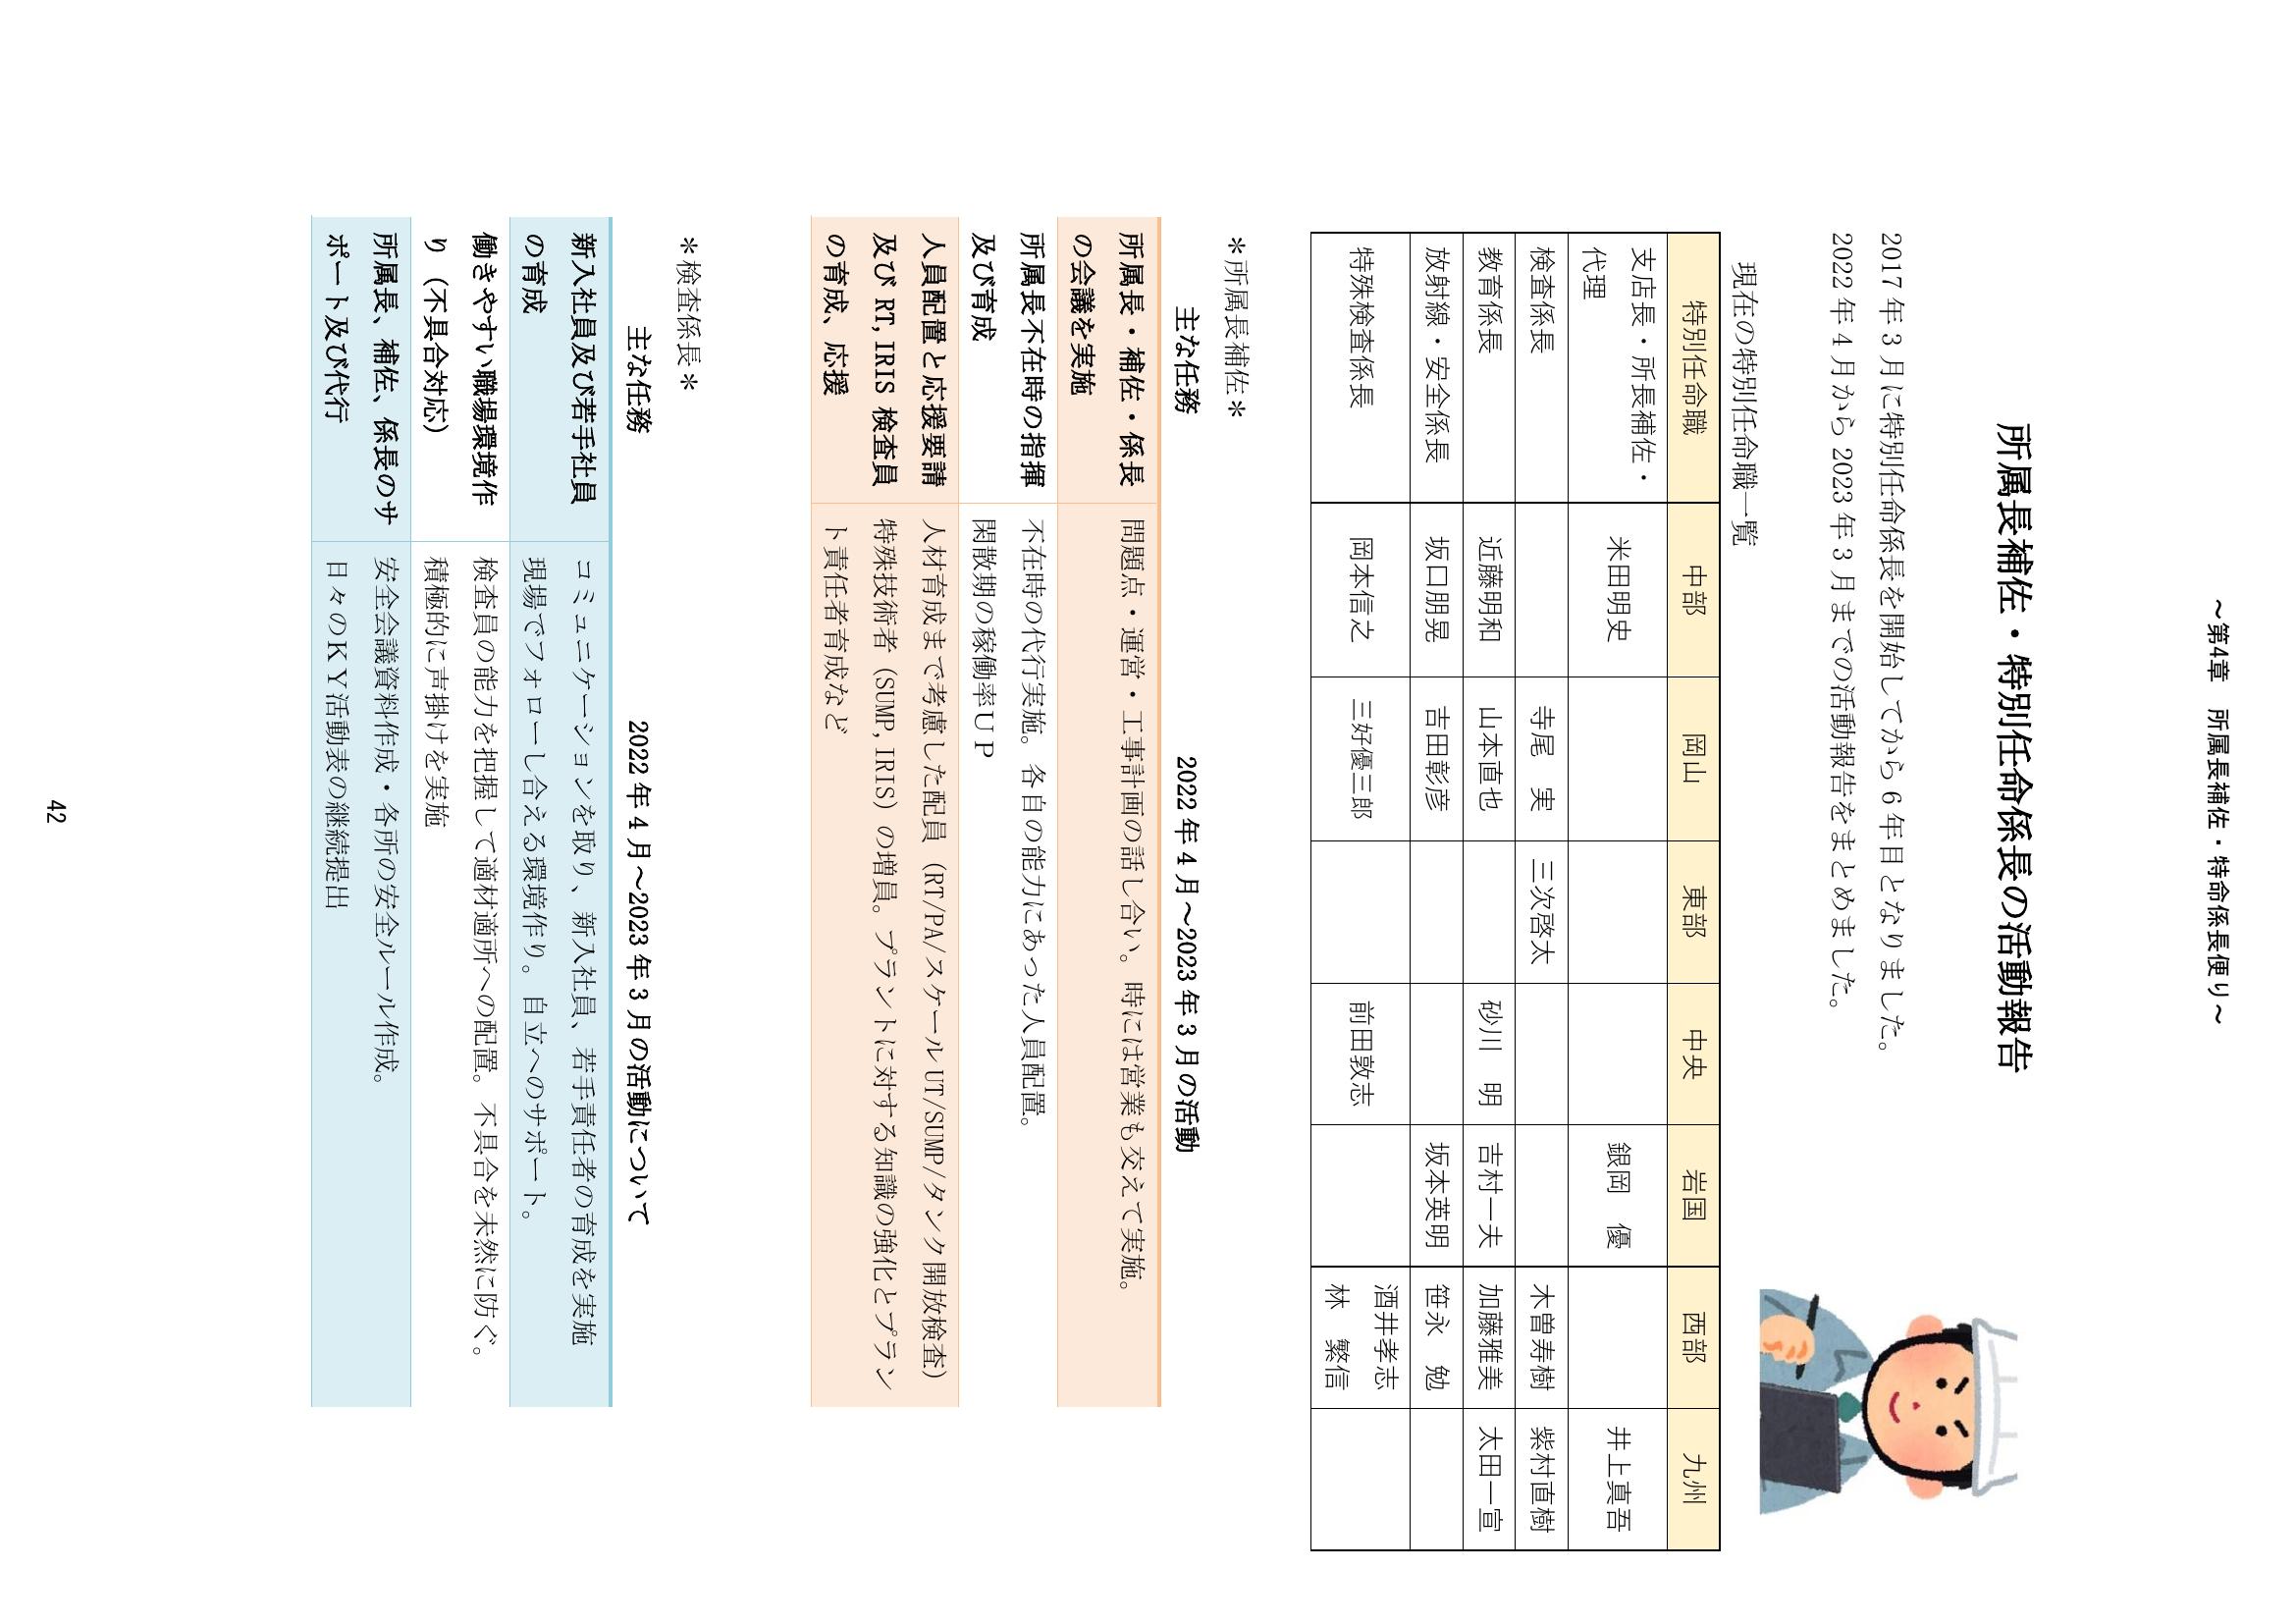 ～第4章　所属長補佐・特命係長便り～
所属長補佐・特別任命係長の活動報告
2017 年 3 月に特別任命係長を開始してから 6 年目となりました。
2022 年 4 月から 2023 年 3 月までの活動報告をまとめました。
現在の特別任命職一覧
特別任命職　中部　岡山　東部　中央　岩国　西部　九州
支店長・所長補佐・
代理　米田明史　銀岡　優　井上真吾
検査係長　寺尾　実　三次啓太　木曽寿樹　紫村直樹
教育係長　近藤明和　山本直也　砂川　明　吉村一夫　加藤雅美　太田一宣
放射線・安全係長　坂口朋晃　吉田彰彦　坂本英明　笹永　勉
特殊検査係長　岡本信之　三好優三郎　前田敦志　酒井孝志
林　繁信
＊所属長補佐＊
主な任務　2022 年 4 月～2023 年 3 月の活動
所属長・補佐・係長　問題点・運営・工事計画の話し合い。時には営業も交えて実施。
の会議を実施
所属長不在時の指揮　不在時の代行実施。各自の能力にあった人員配置。
及び育成　閑散期の稼働率ＵＰ
人員配置と応援要請　人材育成まで考慮した配員（RT/PA/スケール UT/SUMP/タンク開放検査）
及び RT, IRIS 検査員　特殊技術者（SUMP, IRIS）の増員。プラントに対する知識の強化とプラン
の育成、応援　ト責任者育成など
＊検査係長＊
主な任務　2022 年 4 月～2023 年 3 月の活動について
新入社員及び若手社員　コミュニケーションを取り、新入社員、若手責任者の育成を実施
の育成　現場でフォローし合える環境作り。自立へのサポート。
働きやすい職場環境作　検査員の能力を把握して適材適所への配置。不具合を未然に防ぐ。
り（不具合対応）　積極的に声掛けを実施
所属長、補佐、係長のサ　安全会議資料作成・各所の安全ルール作成。
ポート及び代行　日々のＫＹ活動表の継続提出
42